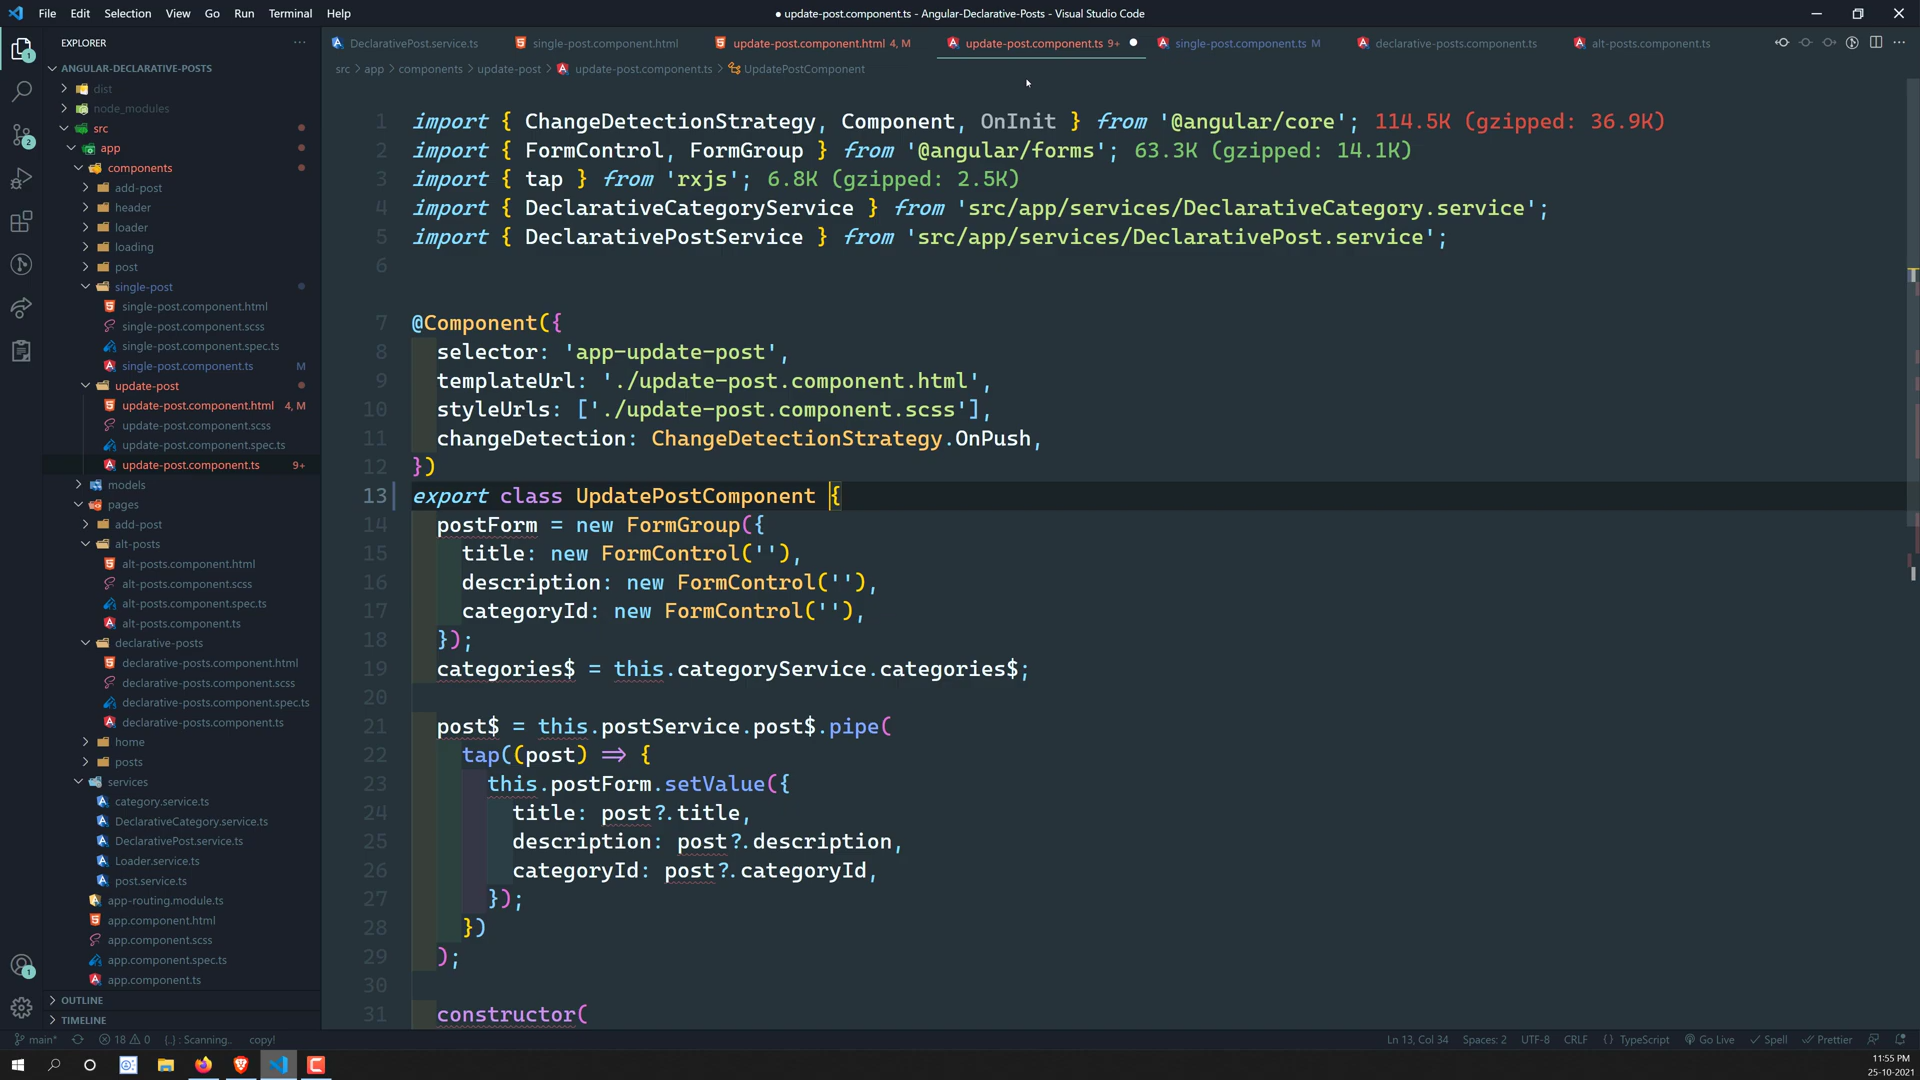 File Edit Selection View Go Run Terminal Help
● update-post.component.ts - Angular-Declarative-Posts - Visual Studio Code
EXPLORER
ANGULAR-DECLARATIVE-POSTS
dist
node_modules
src
app
components
add-post
header
loader
loading
post
single-post
single-post.component.html
single-post.component.scss
single-post.component.spec.ts
single-post.component.ts M
update-post
update-post.component.html 4, M
update-post.component.scss
update-post.component.spec.ts
update-post.component.ts 9+
models
pages
add-post
alt-posts
alt-posts.component.html
alt-posts.component.scss
alt-posts.component.spec.ts
alt-posts.component.ts
declarative-posts
declarative-posts.component.html
declarative-posts.component.scss
declarative-posts.component.spec.ts
declarative-posts.component.ts
home
posts
services
category.service.ts
DeclarativeCategory.service.ts
DeclarativePost.service.ts
Loader.service.ts
post.service.ts
app-routing.module.ts
app.component.html
app.component.scss
app.component.spec.ts
app.component.ts
OUTLINE
TIMELINE
DeclarativePost.service.ts single-post.component.html update-post.component.html 4, M update-post.component.ts 9+ single-post.component.ts M declarative-posts.component.ts alt-posts.component.ts
src > app > components > update-post > update-post.component.ts > UpdatePostComponent
1 import { ChangeDetectionStrategy, Component, OnInit } from '@angular/core'; 114.5K (gzipped: 36.9K)
2 import { FormControl, FormGroup } from '@angular/forms'; 63.3K (gzipped: 14.1K)
3 import { tap } from 'rxjs'; 6.8K (gzipped: 2.5K)
4 import { DeclarativeCategoryService } from 'src/app/services/DeclarativeCategory.service';
5 import { DeclarativePostService } from 'src/app/services/DeclarativePost.service';
6
7 @Component({
8 selector: 'app-update-post',
9 templateUrl: './update-post.component.html',
10 styleUrls: ['./update-post.component.scss'],
11 changeDetection: ChangeDetectionStrategy.OnPush,
12 })
13 export class UpdatePostComponent {
14 postForm = new FormGroup({
15 title: new FormControl(''),
16 description: new FormControl(''),
17 categoryId: new FormControl(''),
18 });
19 categories$ = this.categoryService.categories$;
20
21 post$ = this.postService.post$.pipe(
22 tap((post) => {
23 this.postForm.setValue({
24 title: post?.title,
25 description: post?.description,
26 categoryId: post?.categoryId,
27 });
28 })
29 );
30
31 constructor(
main* 18 0 {..} : Scanning.. copy! Ln 13, Col 34 Spaces: 2 UTF-8 CRLF {} TypeScript Go Live Spell Prettier
11:55 PM
25-10-2021